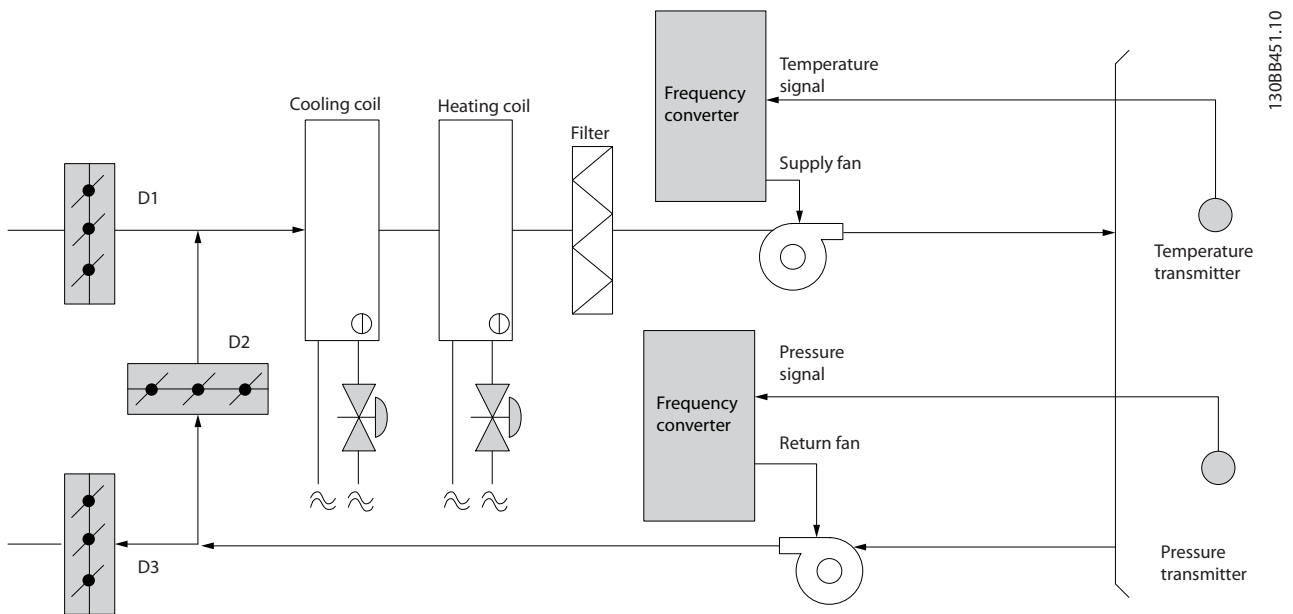 130BB451.10
Temperature
signal
Frequency
converter
Cooling coil
Heating coil
Filter
Supply fan
D1
Temperature
transmitter
D2
Pressure
signal
Frequency
converter
Return fan
D3
Pressure
transmitter